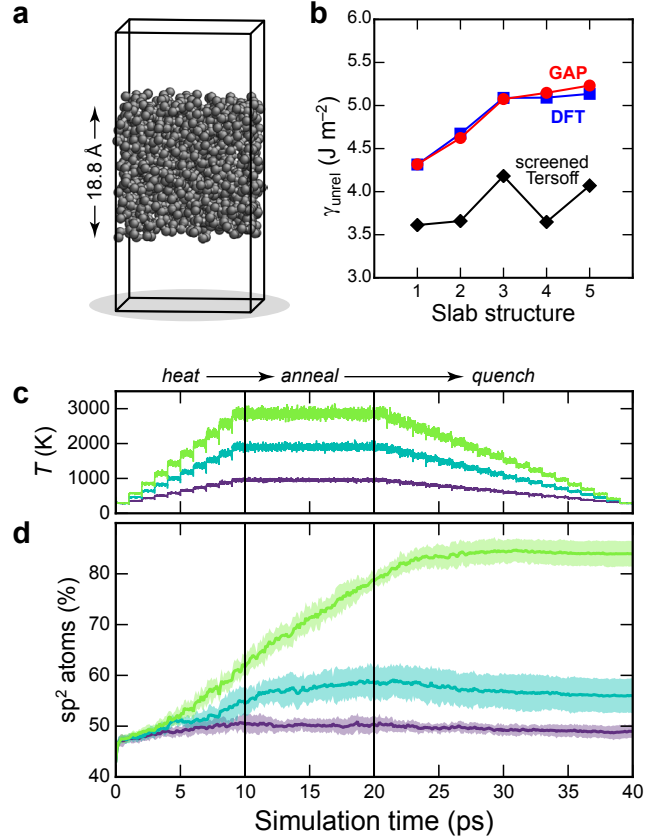 a
18.8 Å
b
γunrel (J m⁻²)
6.0
5.5
5.0
4.5
4.0
3.5
3.0
GAP
DFT
screened
Tersoff
1 2 3 4 5
Slab structure
heat anneal quench
c
T (K)
3000
2000
1000
d
sp² atoms (%)
80
70
60
50
40
0 5 10 15 20 25 30 35 40
Simulation time (ps)